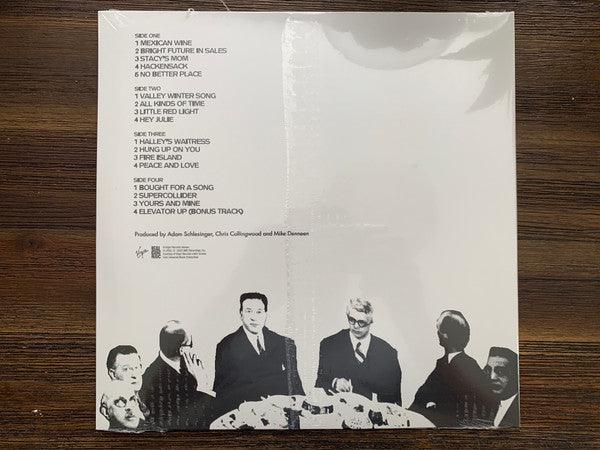 SIDE ONE
1 MEXICAN WINE
2 BRIGHT FUTURE IN SALES
3 STACY'S MOM
4 HACKENSACK
5 NO BETTER PLACE
SIDE TWO
1 VALLEY WINTER SONG
2 ALL KINDS OF TIME
3 LITTLE RED LIGHT
4 HEY JULIE
SIDE THREE
1 HALLEY'S WAITRESS
2 HUNG UP ON YOU
3 FIRE ISLAND
4 PEACE AND LOVE
SIDE FOUR
1 BOUGHT FOR A SONG
2 SUPERCOLLIDER
3 YOURS AND MINE
4 ELEVATOR UP (BONUS TRACK)
Produced by Adam Schlesinger, Chris Collingwood and Mike Denneen
Virgin